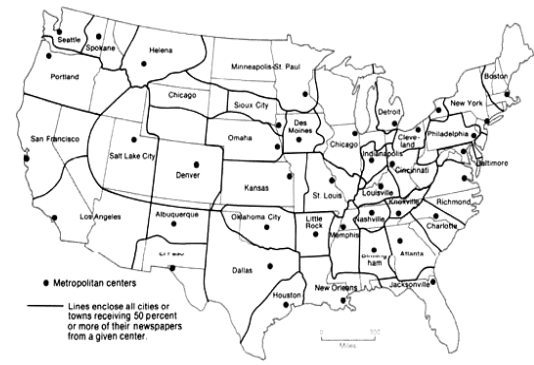 Seattle
Spokane
Helena
Portland
Minneapolis-St. Paul
Boston
Chicago
Sioux City
Detroit
New York
Omaha
Des
Moines
Cleve-
land
Philadelphia
San Francisco
Salt Lake City
Chicago
Indianapolis
Cincinnati
Baltimore
Denver
Kansas
St. Louis
Louisville
Richmond
Los Angeles
Albuquerque
Oklahoma City
Little
Rock
Memphis
Nashville
Knoxville
Charlotte
ham
Atlanta
Dallas
Houston
New Orleans
Jacksonville
Metropolitan centers
Lines enclose all cities or
towns receiving 50 percent
or more of their newspapers
from a given center.
0 300
Miles